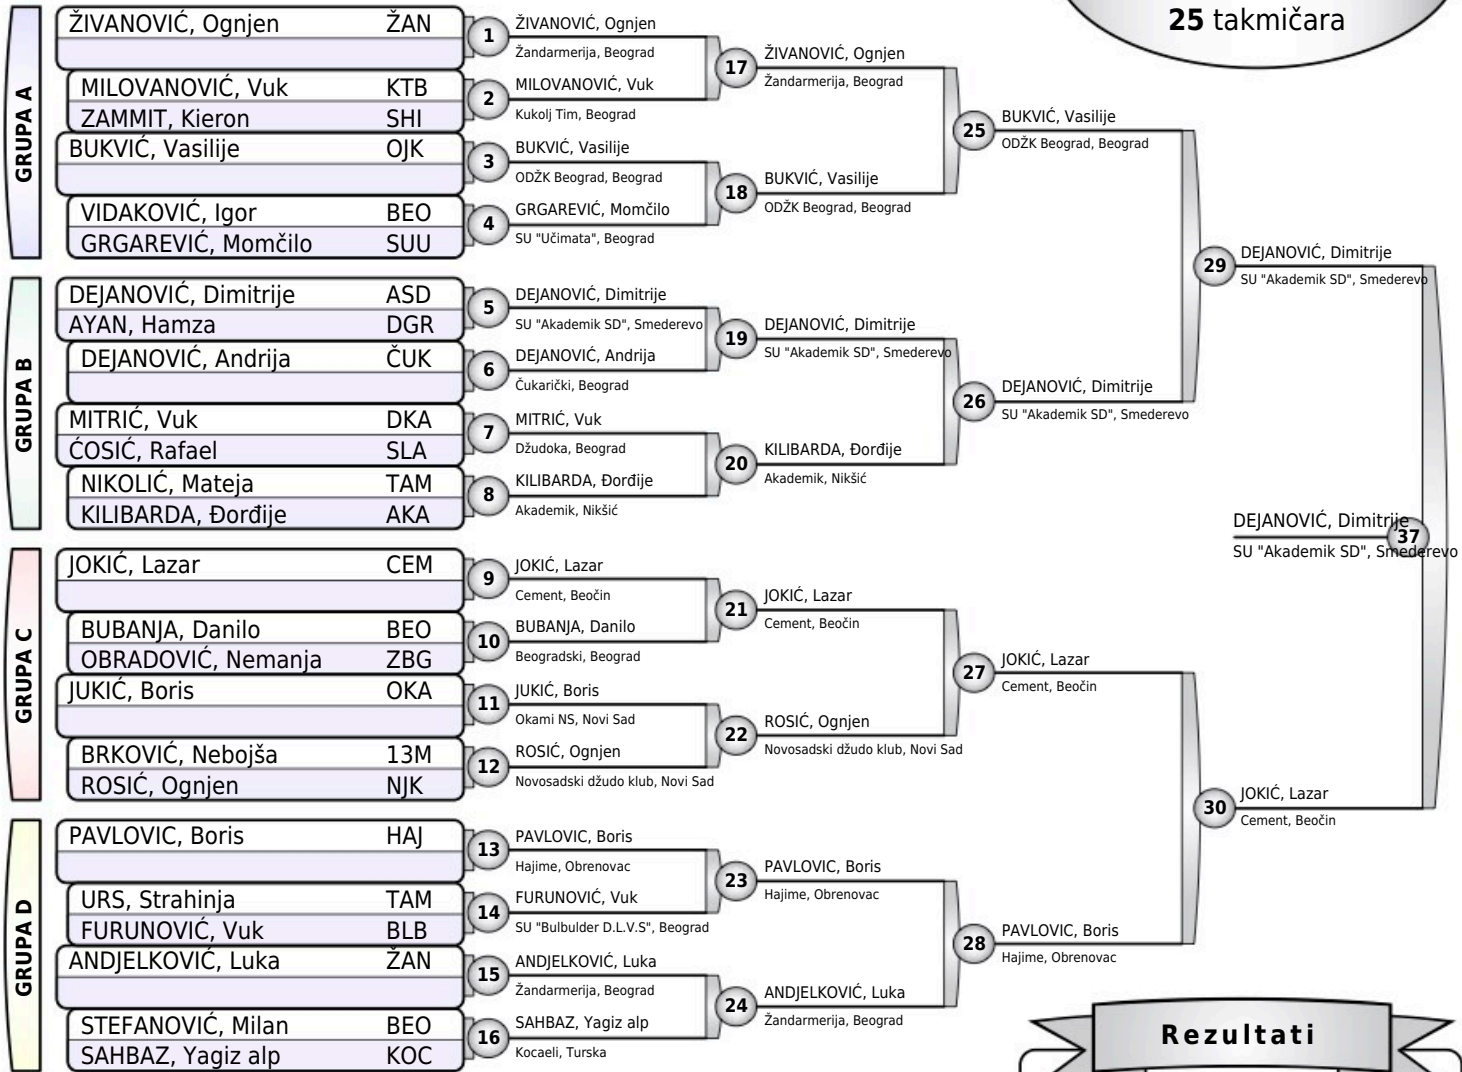 25 takmičara
GRUPA A
ŽIVANOVIĆ, Ognjen ŽAN
MILOVANOVIĆ, Vuk KTB
ZAMMIT, Kieron SHI
BUKVIĆ, Vasilije OJK
VIDAKOVIĆ, Igor BEO
GRGAREVIĆ, Momčilo SUU
GRUPA B
DEJANOVIĆ, Dimitrije ASD
AYAN, Hamza DGR
DEJANOVIĆ, Andrija ČUK
MITRIĆ, Vuk DKA
ĆOSIĆ, Rafael SLA
NIKOLIĆ, Mateja TAM
KILIBARDA, Đorđije AKA
GRUPA C
JOKIĆ, Lazar CEM
BUBANJA, Danilo BEO
OBRADOVIĆ, Nemanja ZBG
JUKIĆ, Boris OKA
BRKOVIĆ, Nebojša 13M
ROSIĆ, Ognjen NJK
GRUPA D
PAVLOVIC, Boris HAJ
URS, Strahinja TAM
FURUNOVIĆ, Vuk BLB
ANDJELKOVIĆ, Luka ŽAN
STEFANOVIĆ, Milan BEO
SAHBAZ, Yagiz alp KOC
1
ŽIVANOVIĆ, Ognjen
Žandarmerija, Beograd
2
MILOVANOVIĆ, Vuk
Kukolj Tim, Beograd
3
BUKVIĆ, Vasilije
ODŽK Beograd, Beograd
4
GRGAREVIĆ, Momčilo
SU "Učimata", Beograd
5
DEJANOVIĆ, Dimitrije
SU "Akademik SD", Smederevo
6
DEJANOVIĆ, Andrija
Čukarički, Beograd
7
MITRIĆ, Vuk
Džudoka, Beograd
8
KILIBARDA, Đorđije
Akademik, Nikšić
9
JOKIĆ, Lazar
Cement, Beočin
10
BUBANJA, Danilo
Beogradski, Beograd
11
JUKIĆ, Boris
Okami NS, Novi Sad
12
ROSIĆ, Ognjen
Novosadski džudo klub, Novi Sad
13
PAVLOVIC, Boris
Hajime, Obrenovac
14
FURUNOVIĆ, Vuk
SU "Bulbulder D.L.V.S", Beograd
15
ANDJELKOVIĆ, Luka
Žandarmerija, Beograd
16
SAHBAZ, Yagiz alp
Kocaeli, Turska
17
ŽIVANOVIĆ, Ognjen
Žandarmerija, Beograd
18
BUKVIĆ, Vasilije
ODŽK Beograd, Beograd
19
DEJANOVIĆ, Dimitrije
SU "Akademik SD", Smederevo
20
KILIBARDA, Đorđije
Akademik, Nikšić
21
JOKIĆ, Lazar
Cement, Beočin
22
ROSIĆ, Ognjen
Novosadski džudo klub, Novi Sad
23
PAVLOVIC, Boris
Hajime, Obrenovac
24
ANDJELKOVIĆ, Luka
Žandarmerija, Beograd
25
BUKVIĆ, Vasilije
ODŽK Beograd, Beograd
26
DEJANOVIĆ, Dimitrije
SU "Akademik SD", Smederevo
27
JOKIĆ, Lazar
Cement, Beočin
28
PAVLOVIC, Boris
Hajime, Obrenovac
29
DEJANOVIĆ, Dimitrije
SU "Akademik SD", Smederevo
30
JOKIĆ, Lazar
Cement, Beočin
37
DEJANOVIĆ, Dimitrije
SU "Akademik SD", Smederevo
Rezultati